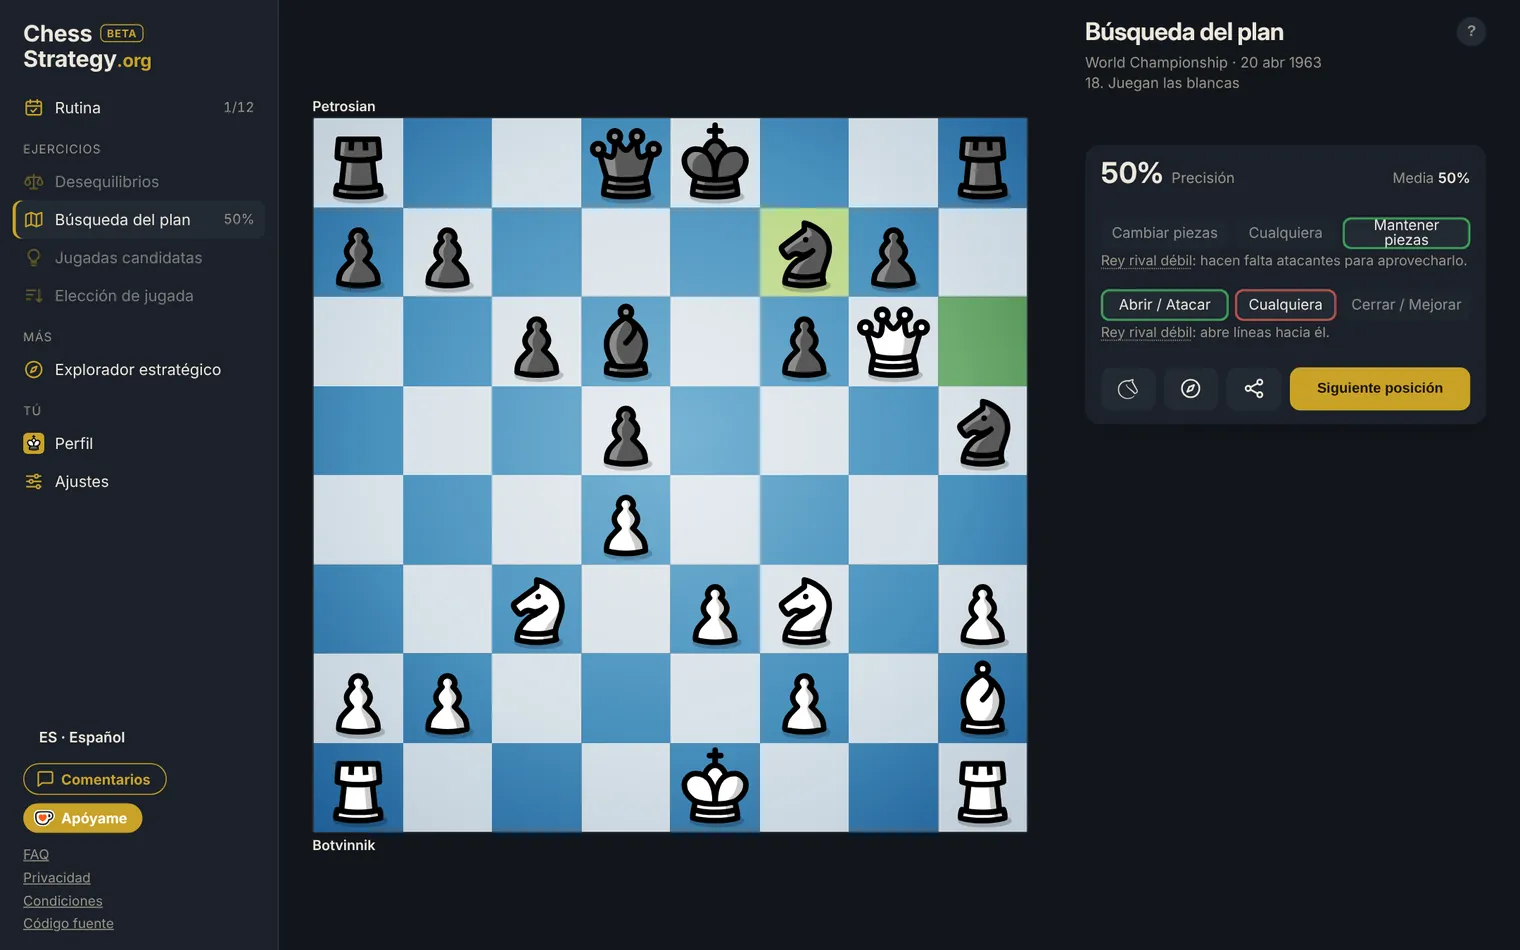 Chess BETA
Strategy.org
Rutina 1/12
EJERCICIOS
Desequilibrios
Búsqueda del plan 50%
Jugadas candidatas
Elección de jugada
MÁS
Explorador estratégico
TÚ
Perfil
Ajustes
ES · Español
Comentarios
Apóyame
FAQ
Privacidad
Condiciones
Código fuente
Petrosian
Botvinnik
Búsqueda del plan ?
World Championship · 20 abr 1963
18. Juegan las blancas
50% Precisión Media 50%
Cambiar piezas Cualquiera Mantener piezas
Rey rival débil: hacen falta atacantes para aprovecharlo.
Abrir / Atacar Cualquiera Cerrar / Mejorar
Rey rival débil: abre líneas hacia él.
Siguiente posición